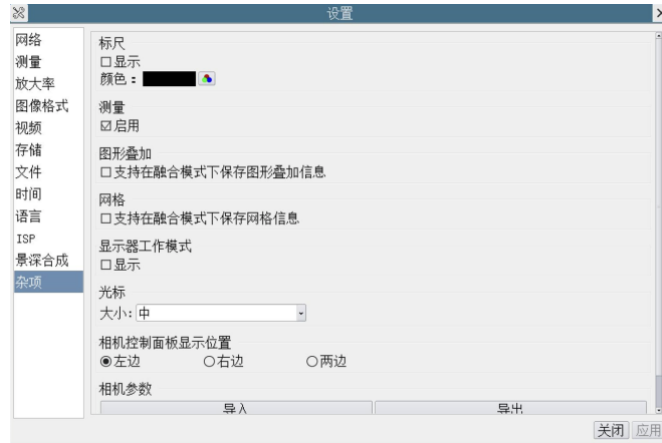 设置
网络
测量
放大率
图像格式
视频
存储
文件
时间
语言
ISP
景深合成
杂项
标尺
显示
颜色：
测量
启用
图形叠加
支持在融合模式下保存图形叠加信息
网格
支持在融合模式下保存网格信息
显示器工作模式
显示
光标
大小: 中
相机控制面板显示位置
左边 右边 两边
相机参数
导入 导出
关闭 应用